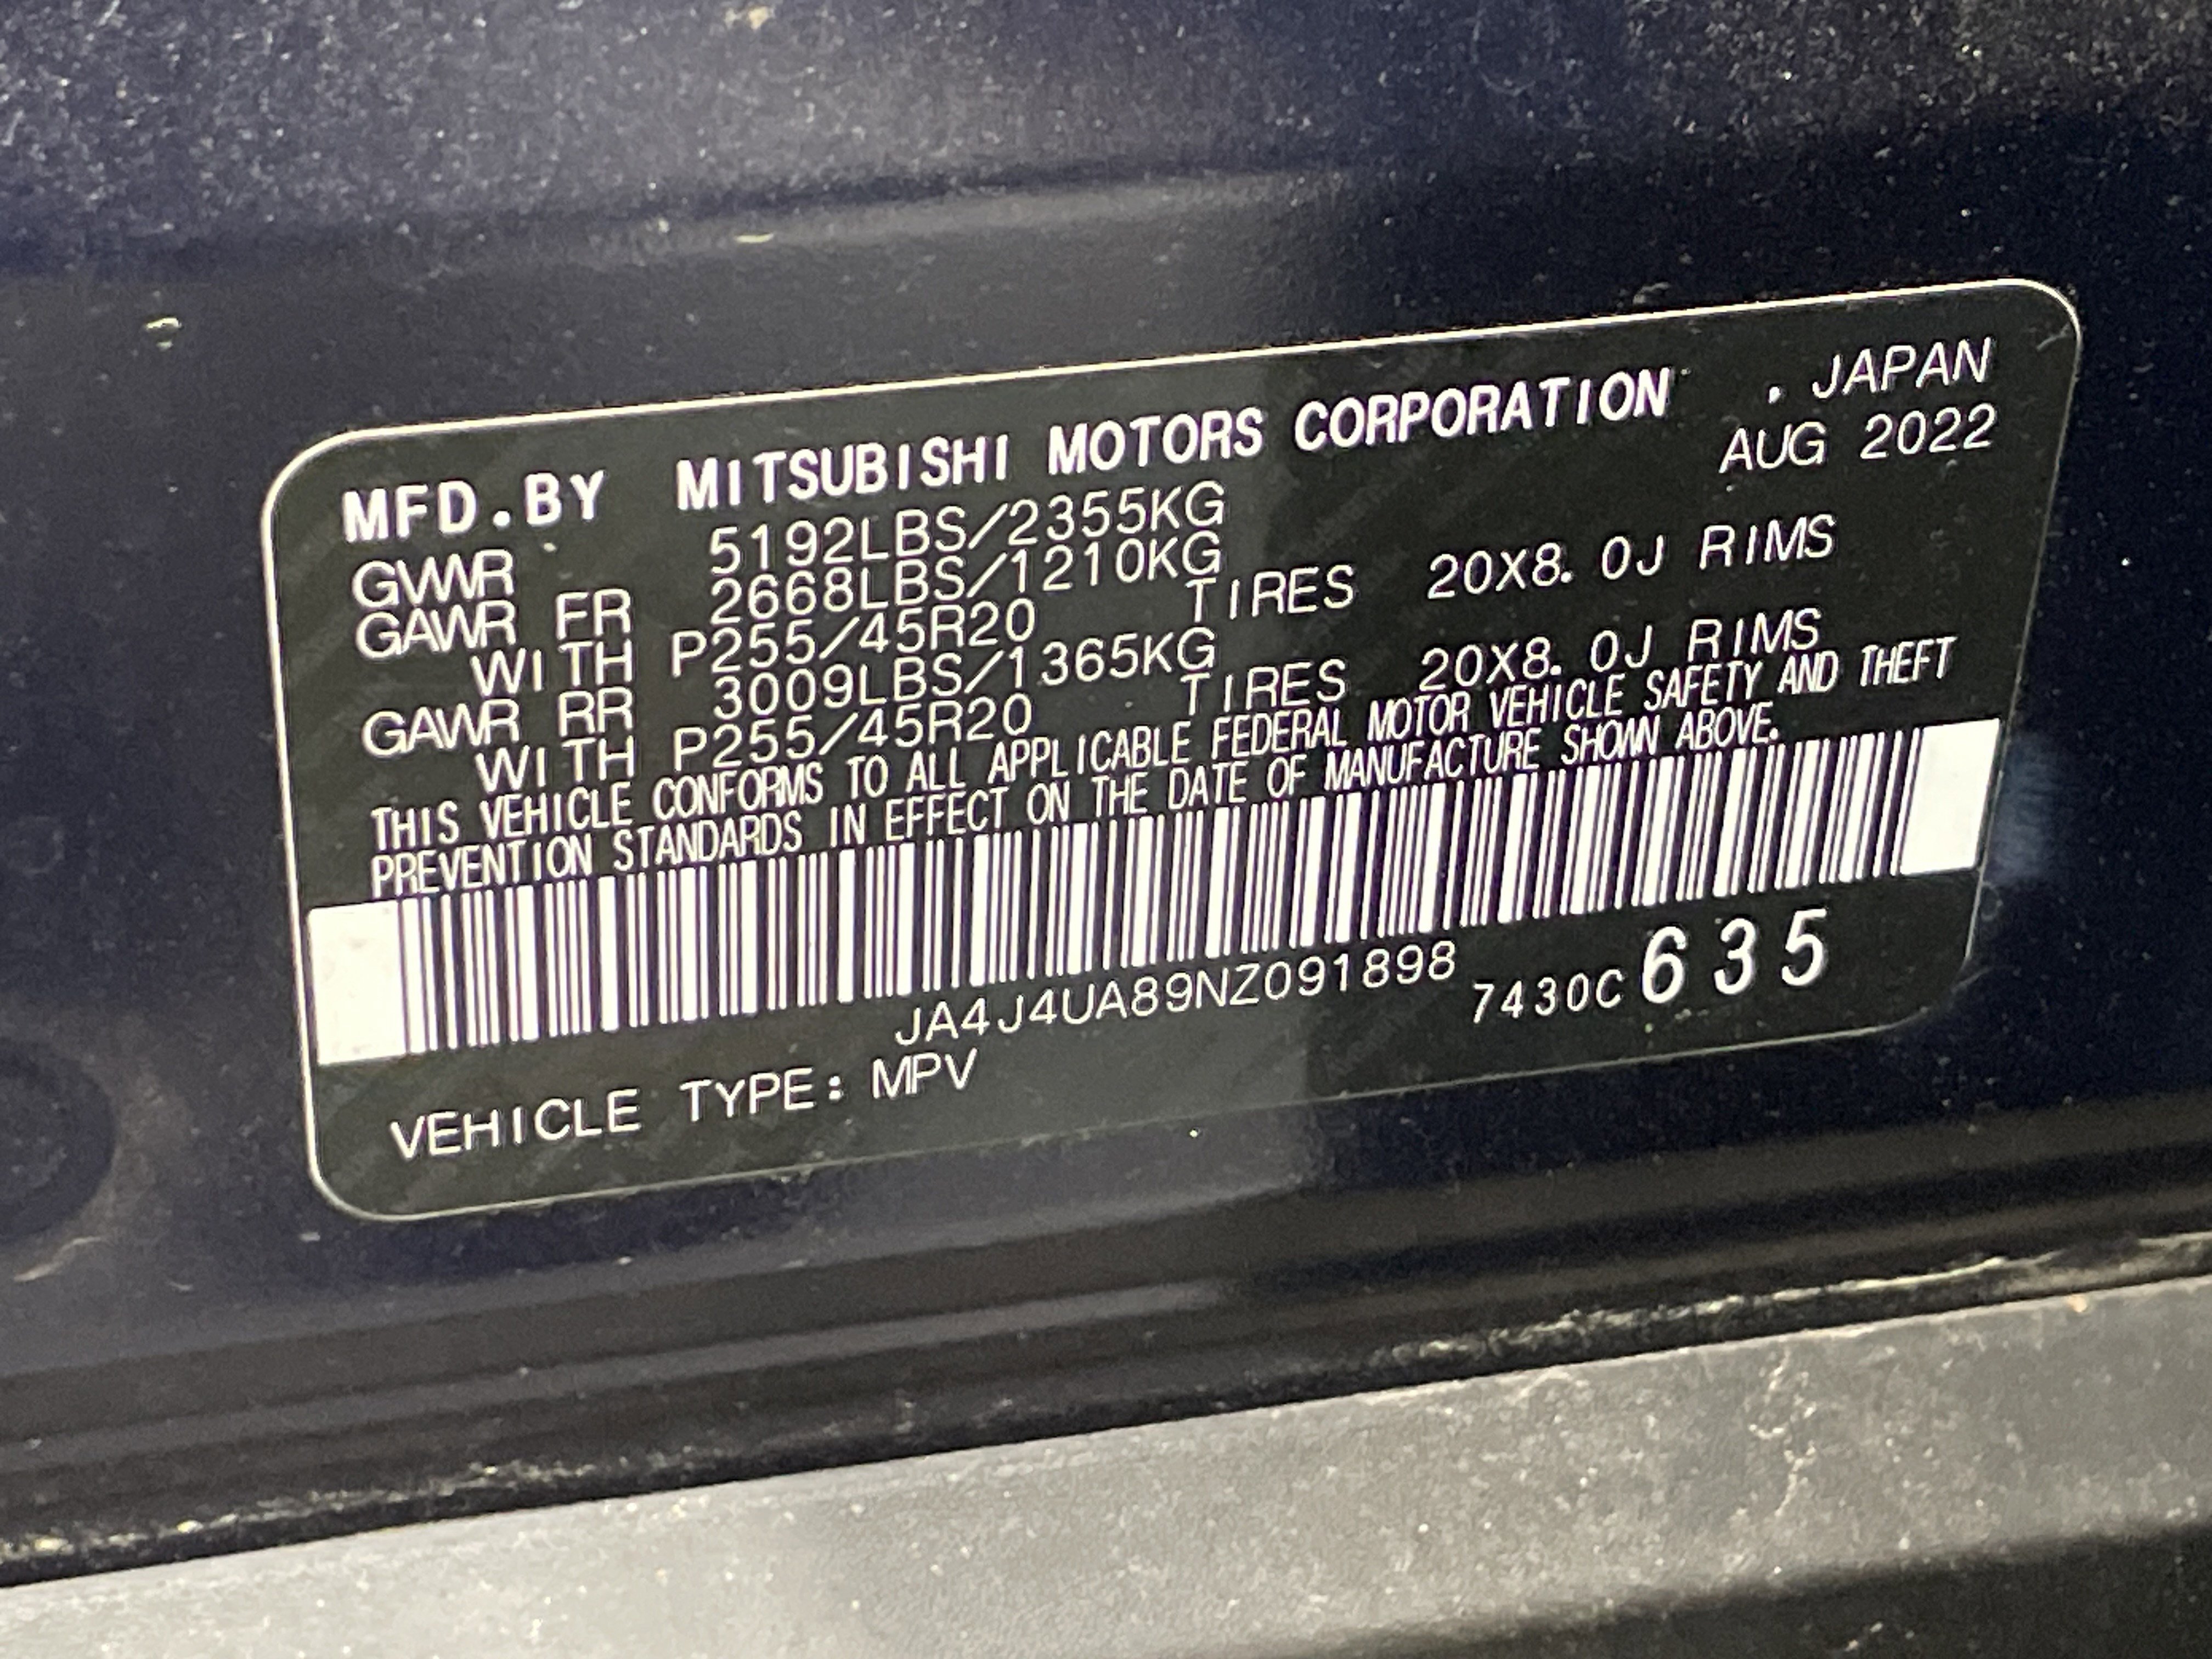 MFD.BY MITSUBISHI MOTORS CORPORATION , JAPAN
AUG 2022
GVWR 5192LBS/2355KG
GAWR FR 2668LBS/1210KG
WITH P255/45R20 TIRES 20X8.0J RIMS
GAWR RR 3009LBS/1365KG
WITH P255/45R20 TIRES 20X8.0J RIMS
THIS VEHICLE CONFORMS TO ALL APPLICABLE FEDERAL MOTOR VEHICLE SAFETY AND THEFT
PREVENTION STANDARDS IN EFFECT ON THE DATE OF MANUFACTURE SHOWN ABOVE.
JA4J4UA89NZ091898
7430C635
VEHICLE TYPE: MPV